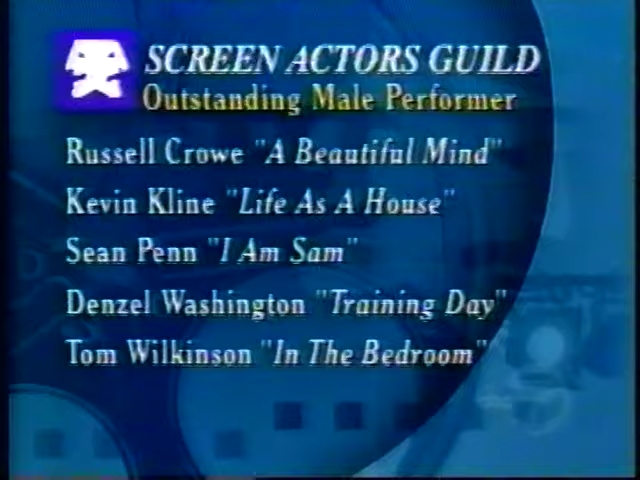 SCREEN ACTORS GUILD
Outstanding Male Performer
Russell Crowe "A Beautiful Mind"
Kevin Kline "Life As A House"
Sean Penn "I Am Sam"
Denzel Washington "Training Day"
Tom Wilkinson "In The Bedroom"